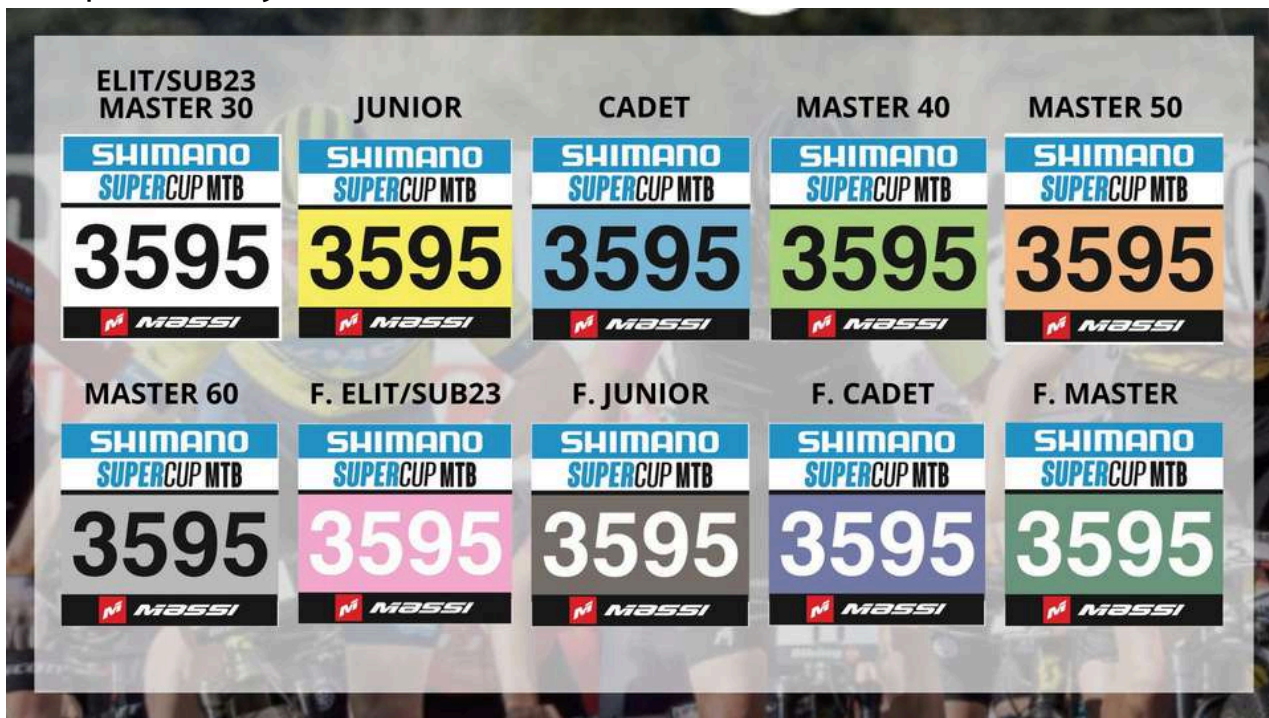 ELIT/SUB23
MASTER 30
JUNIOR
CADET
MASTER 40
MASTER 50
SHIMANO
SUPERCUP MTB
3595
MASSI
SHIMANO
SUPERCUP MTB
3595
MASSI
SHIMANO
SUPERCUP MTB
3595
MASSI
SHIMANO
SUPERCUP MTB
3595
MASSI
SHIMANO
SUPERCUP MTB
3595
MASSI
MASTER 60
F. ELIT/SUB23
F. JUNIOR
F. CADET
F. MASTER
SHIMANO
SUPERCUP MTB
3595
MASSI
SHIMANO
SUPERCUP MTB
3595
MASSI
SHIMANO
SUPERCUP MTB
3595
MASSI
SHIMANO
SUPERCUP MTB
3595
MASSI
SHIMANO
SUPERCUP MTB
3595
MASSI